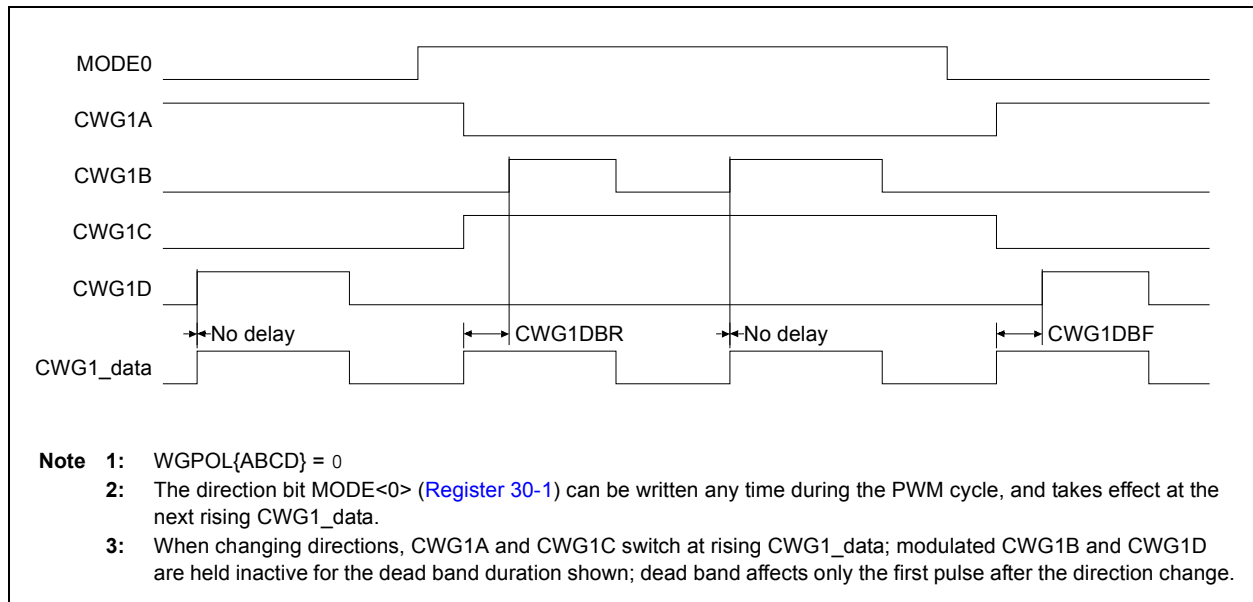 MODE0
CWG1A
CWG1B
CWG1C
CWG1D
No delay CWG1DBR No delay CWG1DBF
CWG1_data
Note 1: WGPOL{ABCD} = 0
2: The direction bit MODE<0> (Register 30-1) can be written any time during the PWM cycle, and takes effect at the
next rising CWG1_data.
3: When changing directions, CWG1A and CWG1C switch at rising CWG1_data; modulated CWG1B and CWG1D
are held inactive for the dead band duration shown; dead band affects only the first pulse after the direction change.